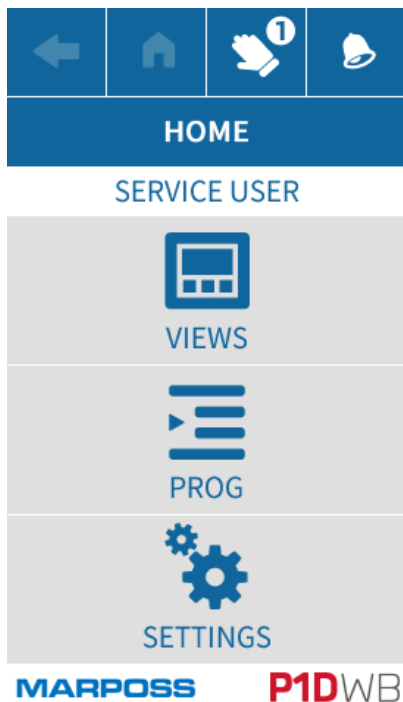 1
HOME
SERVICE USER
VIEWS
PROG
SETTINGS
MARPOSS P1DWB